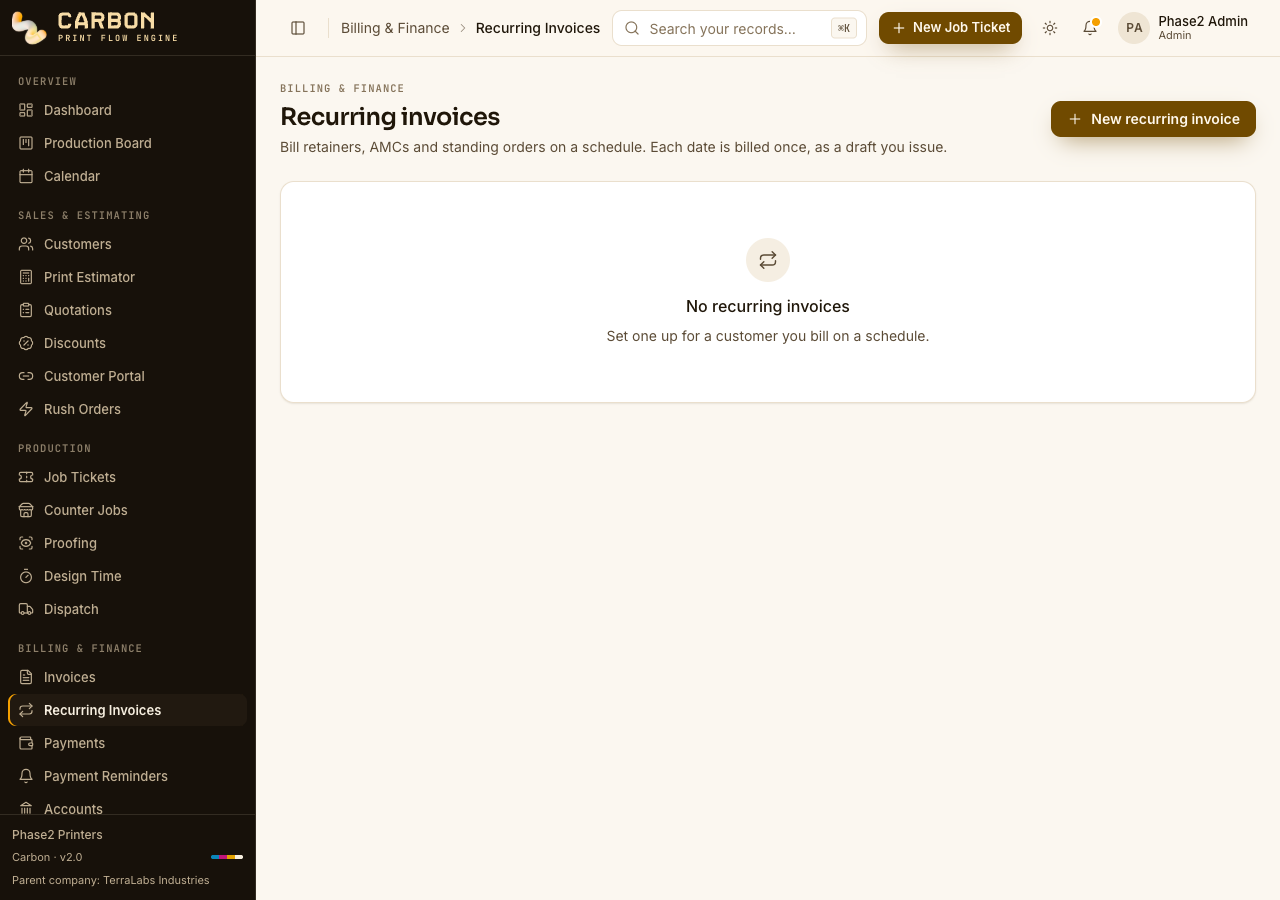 CARBON
PRINT FLOW ENGINE
OVERVIEW
Dashboard
Production Board
Calendar
SALES & ESTIMATING
Customers
Print Estimator
Quotations
Discounts
Customer Portal
Rush Orders
PRODUCTION
Job Tickets
Counter Jobs
Proofing
Design Time
Dispatch
BILLING & FINANCE
Invoices
Recurring Invoices
Payments
Payment Reminders
Accounts
Phase2 Printers
Carbon · v2.0
Parent company: TerraLabs Industries
Billing & Finance > Recurring Invoices
Search your records... ⌘K
+ New Job Ticket
PA
Phase2 Admin
Admin
BILLING & FINANCE
Recurring invoices
Bill retainers, AMCs and standing orders on a schedule. Each date is billed once, as a draft you issue.
+ New recurring invoice
No recurring invoices
Set one up for a customer you bill on a schedule.